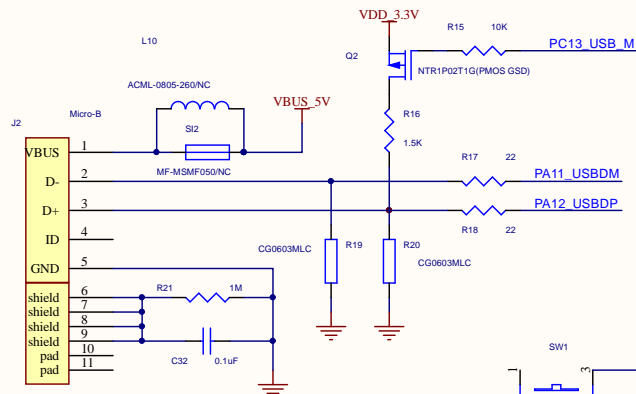 VDD_3.3V
L10
R15 10K
PC13_USB_M
Q2
NTR1P02T1G(PMOS GSD)
ACML-0805-260/NC
VBUS_5V
J2
Micro-B
SI2
R16
1.5K
VBUS 1
MF-MSMF050/NC
R17 22
PA11_USBDM
D- 2
D+ 3
PA12_USBDP
R18 22
ID 4
R19
R20
CG0603MLC
CG0603MLC
GND 5
R21 1M
shield 6
shield 7
shield 8
shield 9
pad 10
pad 11
C32 0.1uF
SW1
1
3